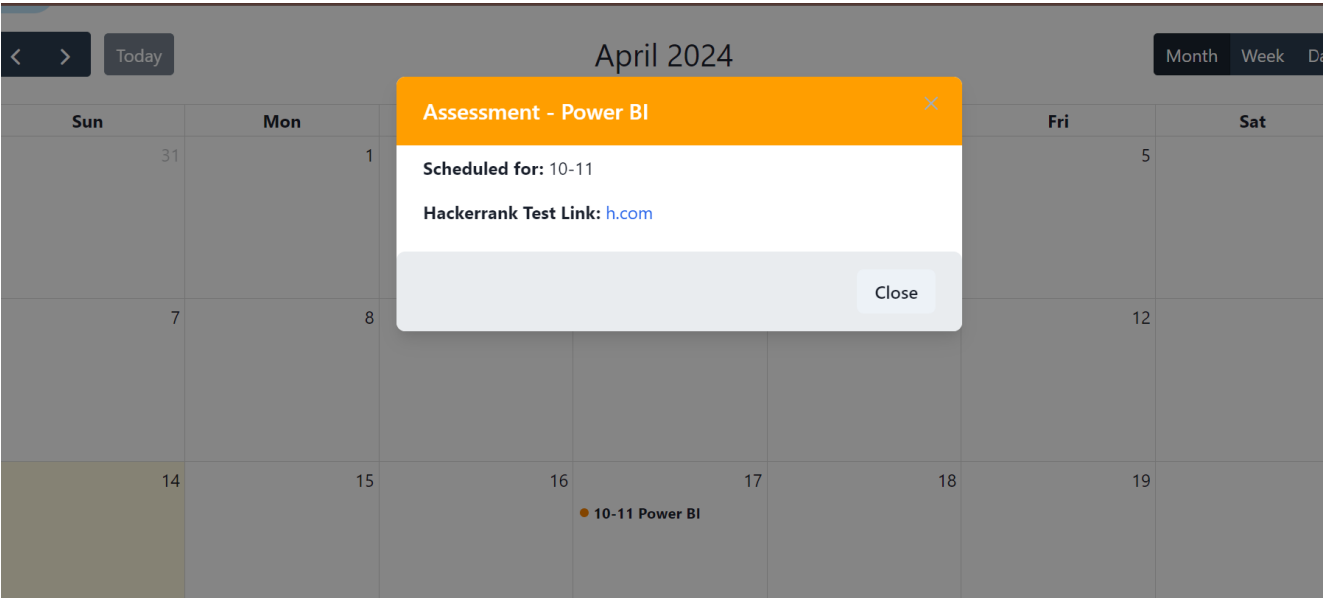 Today
April 2024
Month Week Da
Sun Mon Fri Sat
Assessment - Power BI
Scheduled for: 10-11
Hackerrank Test Link: h.com
Close
31 1 5
7 8 12
14 15 16 17 18 19
10-11 Power BI